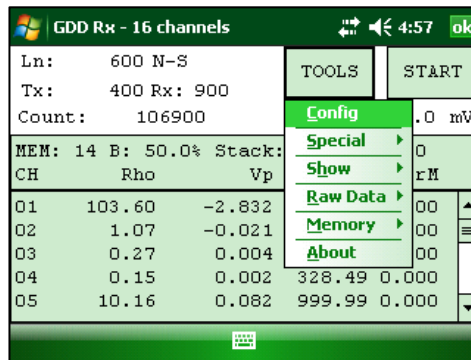 GDD Rx - 16 channels 4:57 ok
Ln: 600 N-S
TOOLS START
Tx: 400 Rx: 900
Count: 106900 .0 mV
Config
Special
Show
Raw Data
Memory
About
MEM: 14 B: 50.0% Stack: 0
CH Rho Vp rM
01 103.60 -2.832 00
02 1.07 -0.021 00
03 0.27 0.004 00
04 0.15 0.002 328.49 0.000
05 10.16 0.082 999.99 0.000